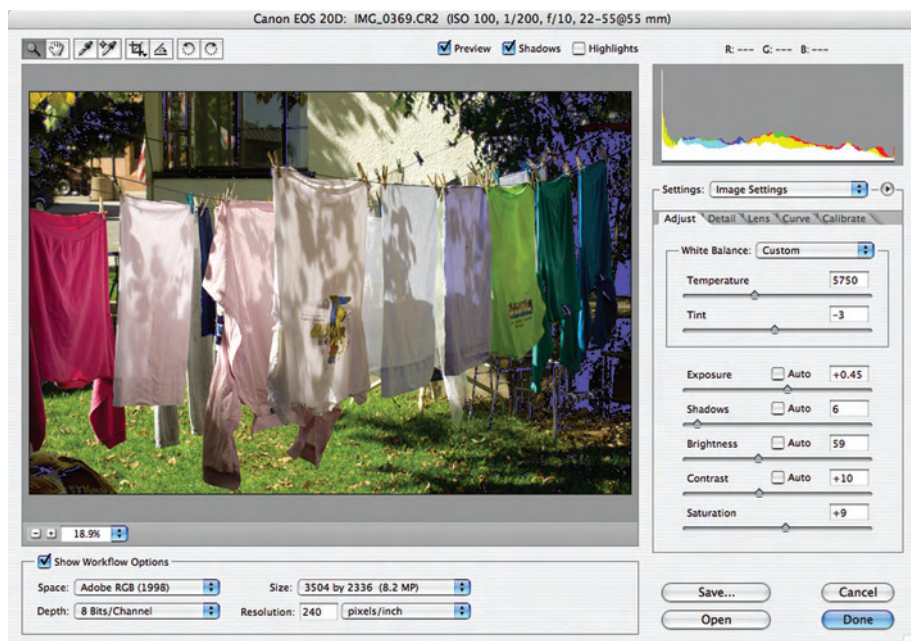 Canon EOS 20D: IMG_0369.CR2 (ISO 100, 1/200, f/10, 22-55@55 mm)
Preview Shadows Highlights R: --- G: --- B: ---
Settings: Image Settings
Adjust Detail Lens Curve Calibrate
White Balance: Custom
Temperature 5750
Tint -3
Exposure Auto +0.45
Shadows Auto 6
Brightness Auto 59
Contrast Auto +10
Saturation +9
18.9%
Show Workflow Options
Space: Adobe RGB (1998) Size: 3504 by 2336 (8.2 MP)
Depth: 8 Bits/Channel Resolution: 240 pixels/inch
Save... Cancel
Open Done